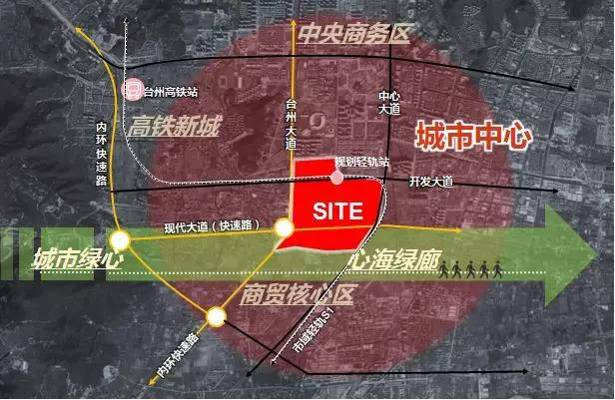 中央商务区
台州高铁站
中心
大道
高铁新城
台州大道
内环快速路
城市中心
规划轻轨站
开发大道
SITE
现代大道（快速路）
城市绿心
心海绿廊
商贸核心区
市域轻轨S1
内环快速路